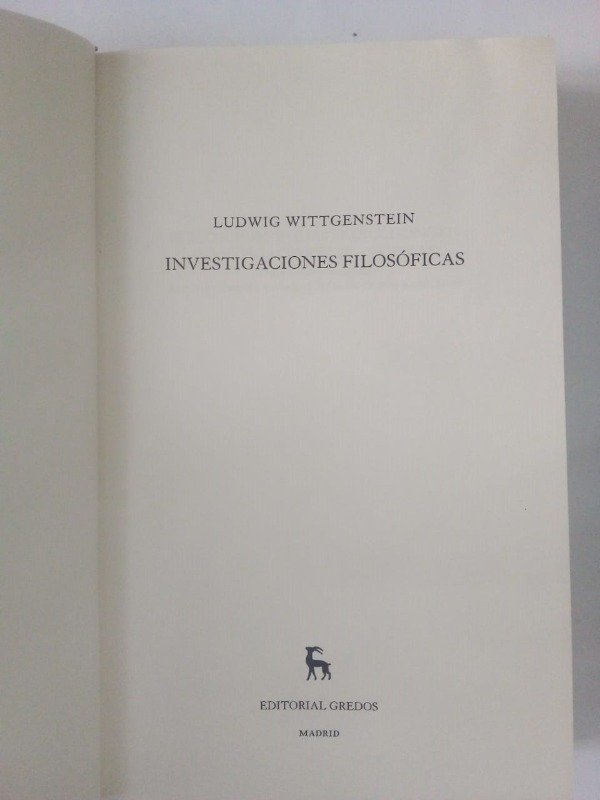 LUDWIG WITTGENSTEIN
INVESTIGACIONES FILOSÓFICAS
EDITORIAL GREDOS
MADRID